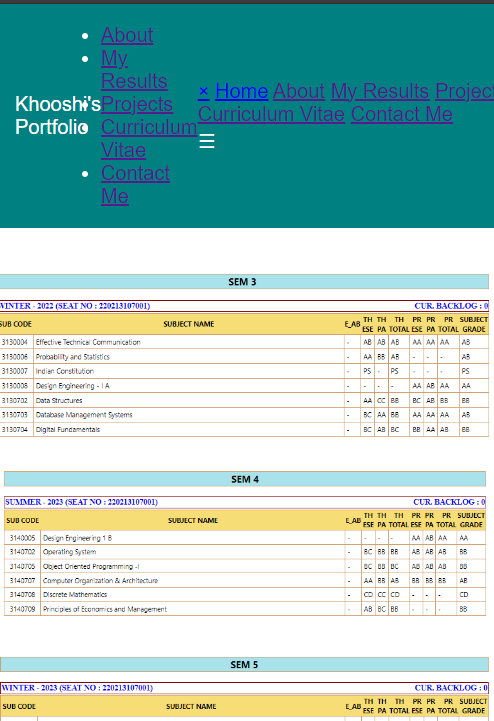 Khooshi's
Portfolio
About
My
Results
Projects
Curriculum
Vitae
Contact
Me
× Home About My Results Project
Curriculum Vitae Contact Me
☰
SEM 3
WINTER - 2022 (SEAT NO : 220213107001) CUR. BACKLOG : 0
SUB CODE SUBJECT NAME E_AB TH ESE TH PA TH TOTAL PR ESE PR PA PR TOTAL SUBJECT GRADE
3130004 Effective Technical Communication - AB AB AB AA AA AA AB
3130006 Probability and Statistics - AA BB AB - - - AB
3130007 Indian Constitution - PS - PS - - - PS
3130008 Design Engineering - I A - - - - AA AB AA AA
3130702 Data Structures - AA CC BB BC AB BB BB
3130703 Database Management Systems - BC AA BB AA AA AA AB
3130704 Digital Fundamentals - BC AB BC BB AA AB BB
SEM 4
SUMMER - 2023 (SEAT NO : 220213107001) CUR. BACKLOG : 0
SUB CODE SUBJECT NAME E_AB TH ESE TH PA TH TOTAL PR ESE PR PA PR TOTAL SUBJECT GRADE
3140005 Design Engineering 1 B - - - - AA AB AA AA
3140702 Operating System - BC BB BB AB AB AB BB
3140705 Object Oriented Programming -I - BC BB BC AB AB AB BB
3140707 Computer Organization & Architecture - AA BB AB BB BB BB AB
3140708 Discrete Mathematics - CD CC CD - - - CD
3140709 Principles of Economics and Management - AB BC BB - - - BB
SEM 5
WINTER - 2023 (SEAT NO : 220213107001) CUR. BACKLOG : 0
SUB CODE SUBJECT NAME E_AB TH ESE TH PA TH TOTAL PR ESE PR PA PR TOTAL SUBJECT GRADE